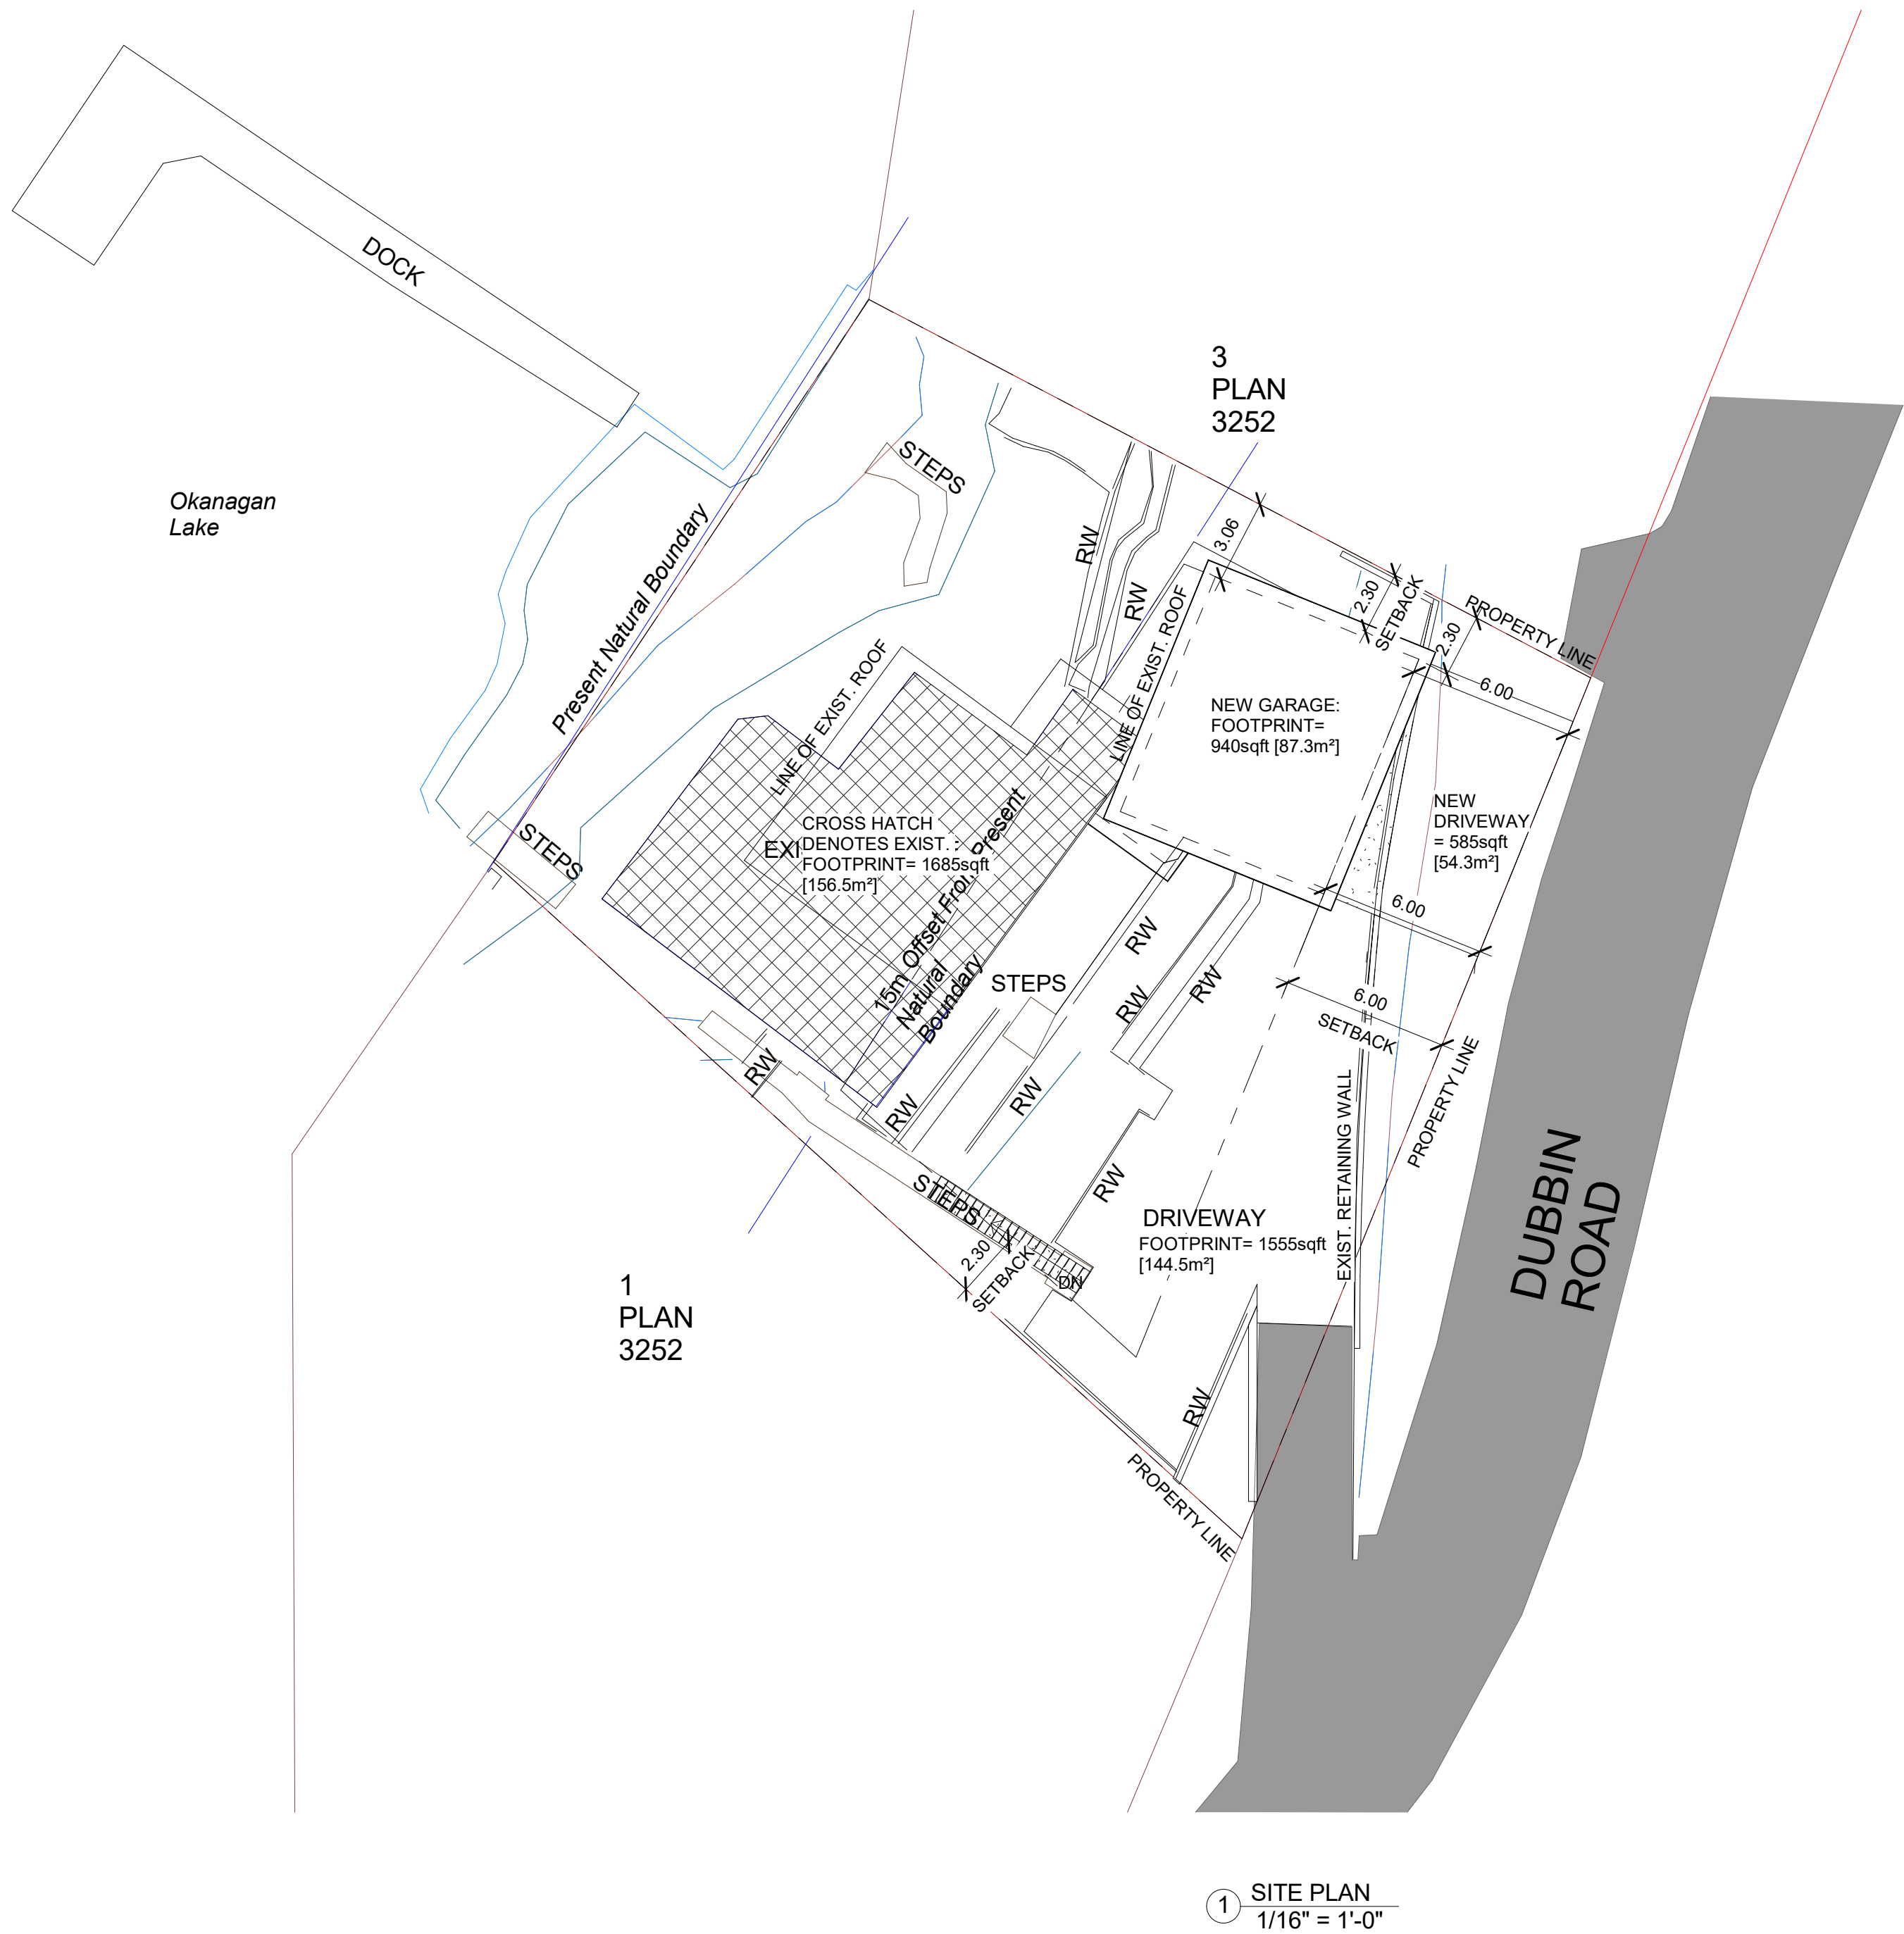 DOCK
Okanagan
Lake
3
PLAN
3252
STEPS
Present Natural Boundary
RW
RW
3.06
2.30
SETBACK
2.30
PROPERTY LINE
6.00
LINE OF EXIST. ROOF
LINE OF EXIST. ROOF
NEW GARAGE:
FOOTPRINT=
940sqft [87.3m²]
NEW
DRIVEWAY
= 585sqft
[54.3m²]
CROSS HATCH
DENOTES EXIST.
FOOTPRINT= 1685sqft
[156.5m²]
STEPS
15m Offset From Present
Natural
Boundary
6.00
RW
RW
RW
STEPS
6.00
SETBACK
PROPERTY LINE
EXIST. RETAINING WALL
RW
RW
RW
RW
STEPS
2.30
SETBACK
DN
DRIVEWAY
FOOTPRINT= 1555sqft
[144.5m²]
DUBBIN
ROAD
1
PLAN
3252
RW
PROPERTY LINE
1
SITE PLAN
1/16" = 1'-0"